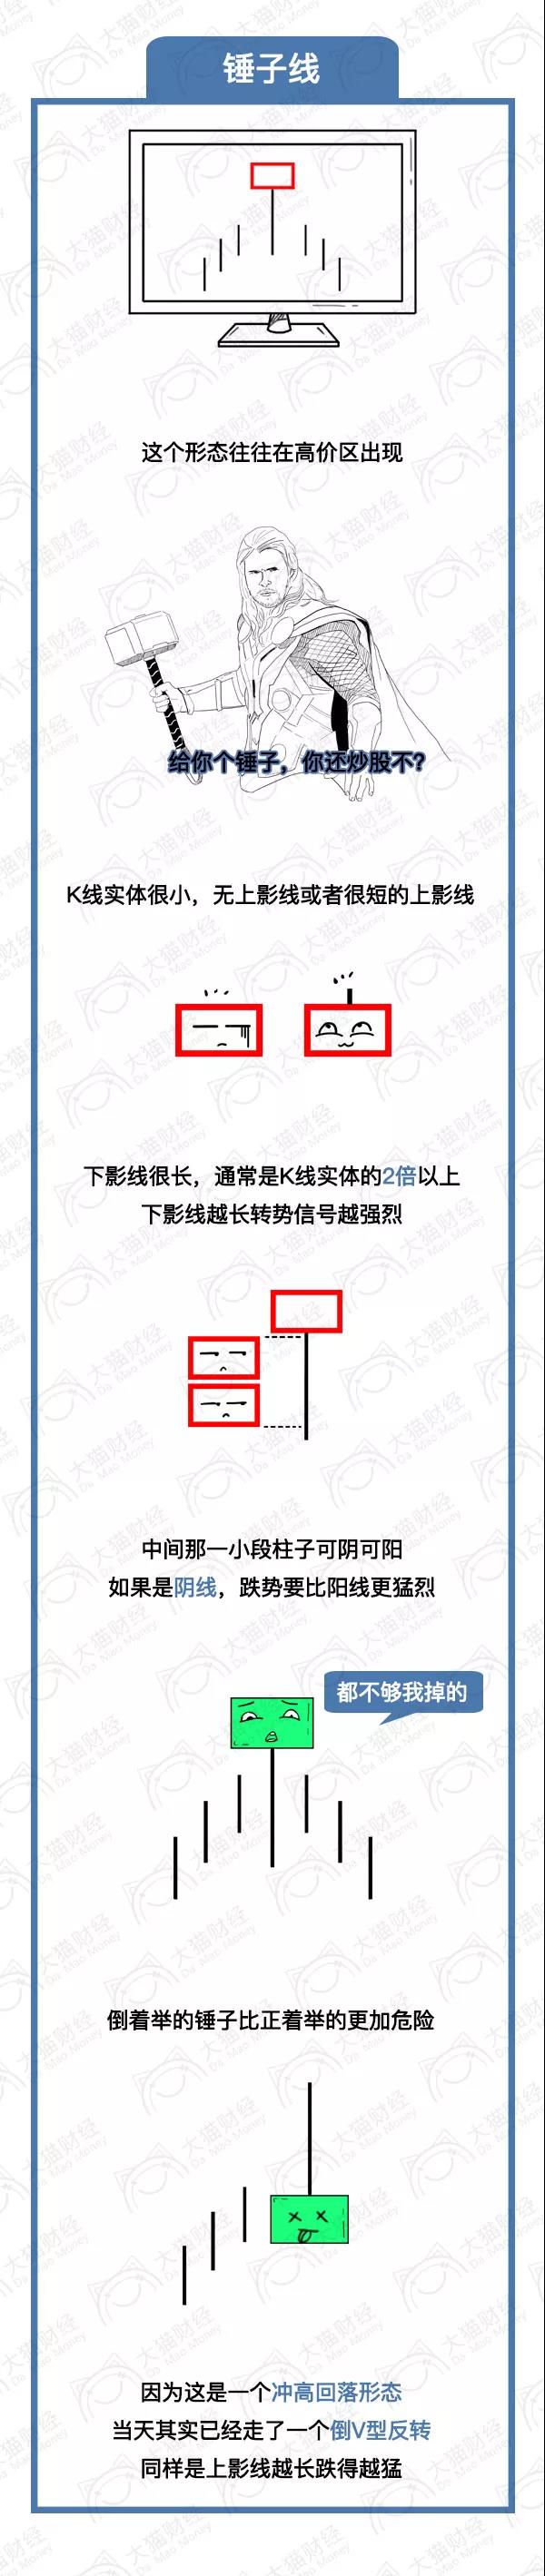 锤子线
这个形态往往在高价区出现
给你个锤子，你还炒股不？
K线实体很小，无上影线或者很短的上影线
下影线很长，通常是K线实体的2倍以上
下影线越长转势信号越强烈
中间那一小段柱子可阴可阳
如果是阴线，跌势要比阳线更猛烈
都不够我掉的
倒着举的锤子比正着举的更加危险
因为这是一个冲高回落形态
当天其实已经走了一个倒V型反转
同样是上影线越长跌得越猛
大猫财经
Da Mao Money